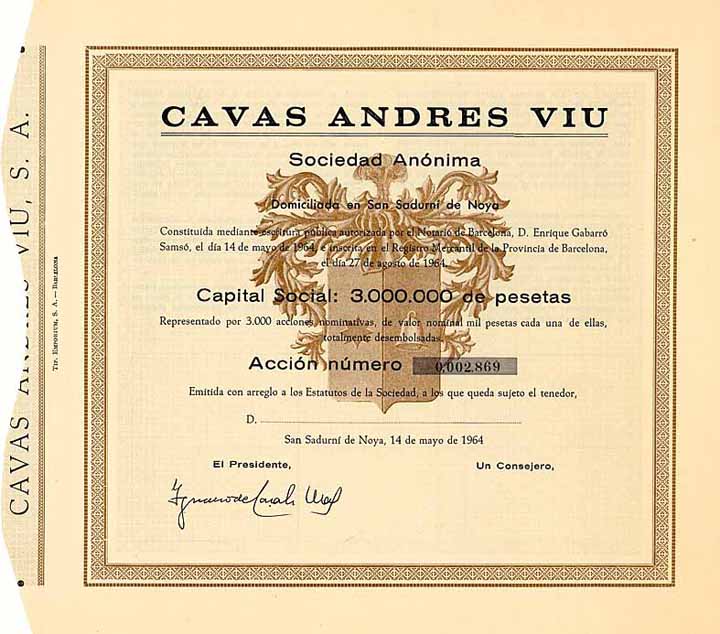 CAVAS ANDRES VIU, S. A.
Tip. Emporium, S. A. — Barcelona
CAVAS ANDRES VIU
Sociedad Anónima
Domiciliada en San Sadurní de Noya
Constituída mediante escritura pública autorizada por el Notario de Barcelona, D. Enrique Gabarró
Samsó, el día 14 de mayo de 1964, e inscrita en el Registro Mercantil de la Provincia de Barcelona,
el día 27 de agosto de 1964.
Capital Social: 3.000.000 de pesetas
Representado por 3.000 acciones nominativas, de valor nominal mil pesetas cada una de ellas,
totalmente desembolsadas.
Acción número 0,002.869
Emitida con arreglo a los Estatutos de la Sociedad, a los que queda sujeto el tenedor,
D.
San Sadurní de Noya, 14 de mayo de 1964
El Presidente, Un Consejero,